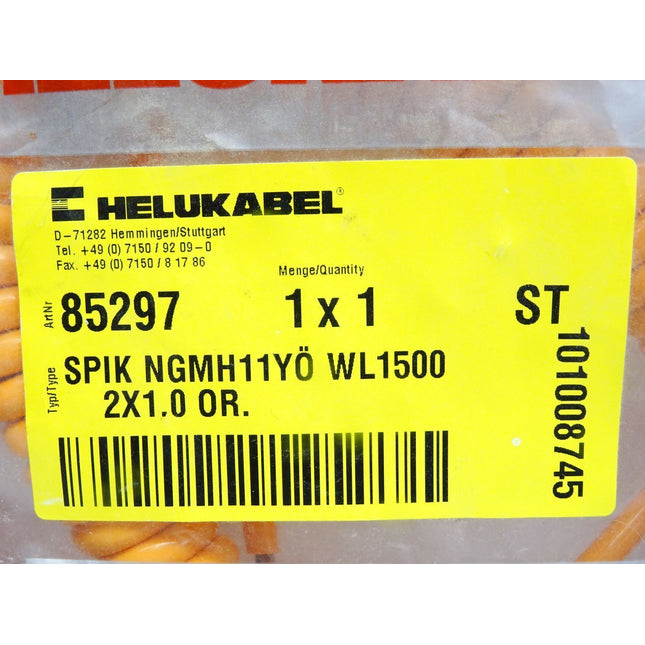 HELUKABEL®
D-71282 Hemmingen/Stuttgart
Tel. +49 (0) 7150 / 92 09-0
Fax. +49 (0) 7150 / 8 17 86
Menge/Quantity
ArtNr 85297 1 x 1 ST
Typ/Type SPIK NGMH11YÖ WL1500
2X1,0 OR.
101008745